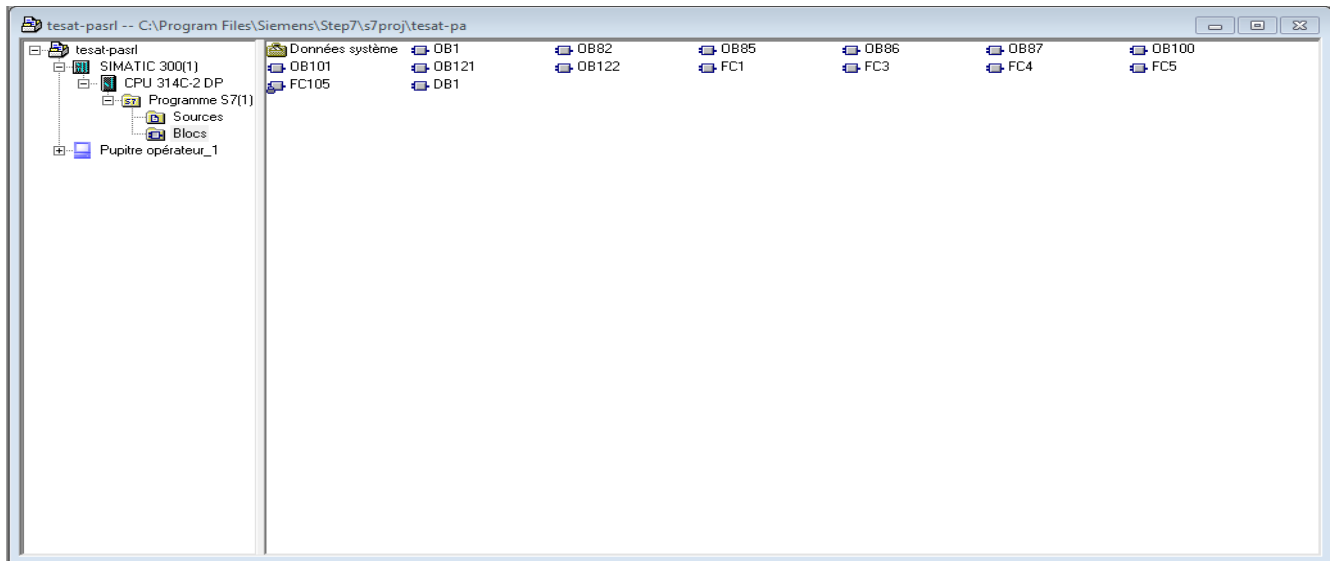 tesat-pasrl -- C:\Program Files\Siemens\Step7\s7proj\tesat-pa
tesat-pasrl
SIMATIC 300(1)
CPU 314C-2 DP
Programme S7(1)
Sources
Blocs
Pupitre opérateur_1
Données système OB1 OB82 OB85 OB86 OB87 OB100
OB101 OB121 OB122 FC1 FC3 FC4 FC5
FC105 DB1